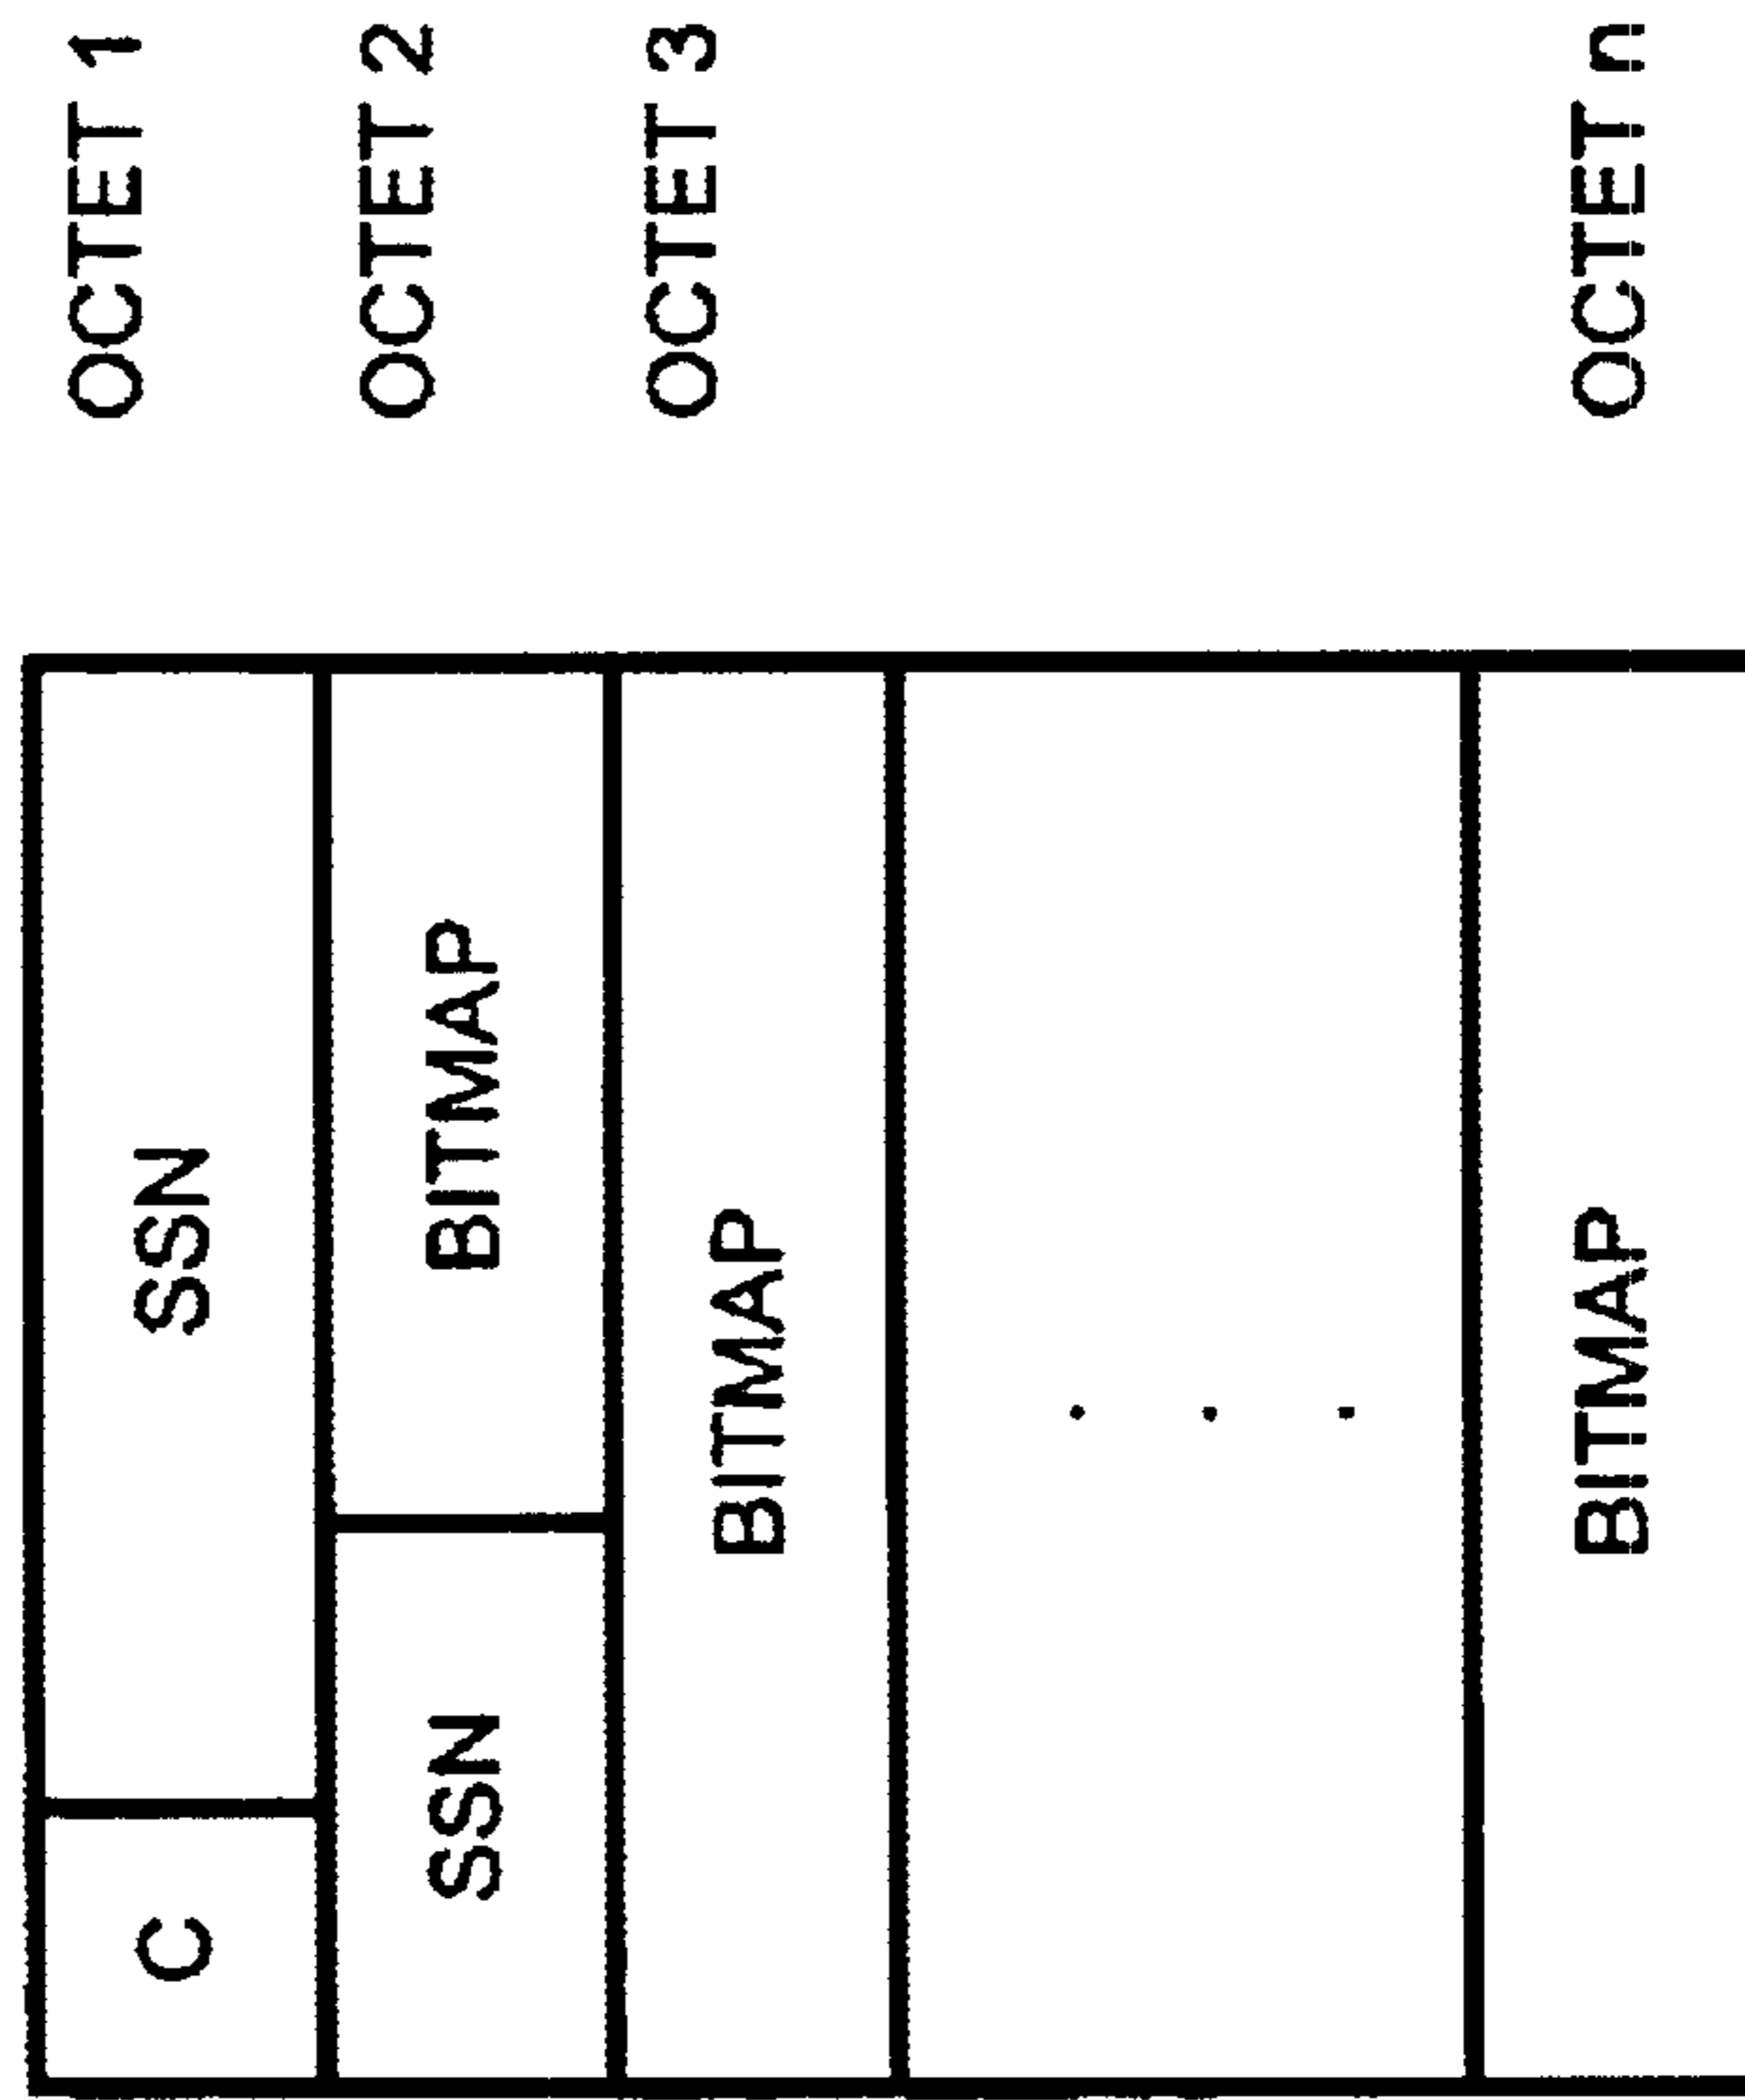 C SSN OCTET 1
SSN BITMAP OCTET 2
BITMAP OCTET 3
. . .
BITMAP OCTET n